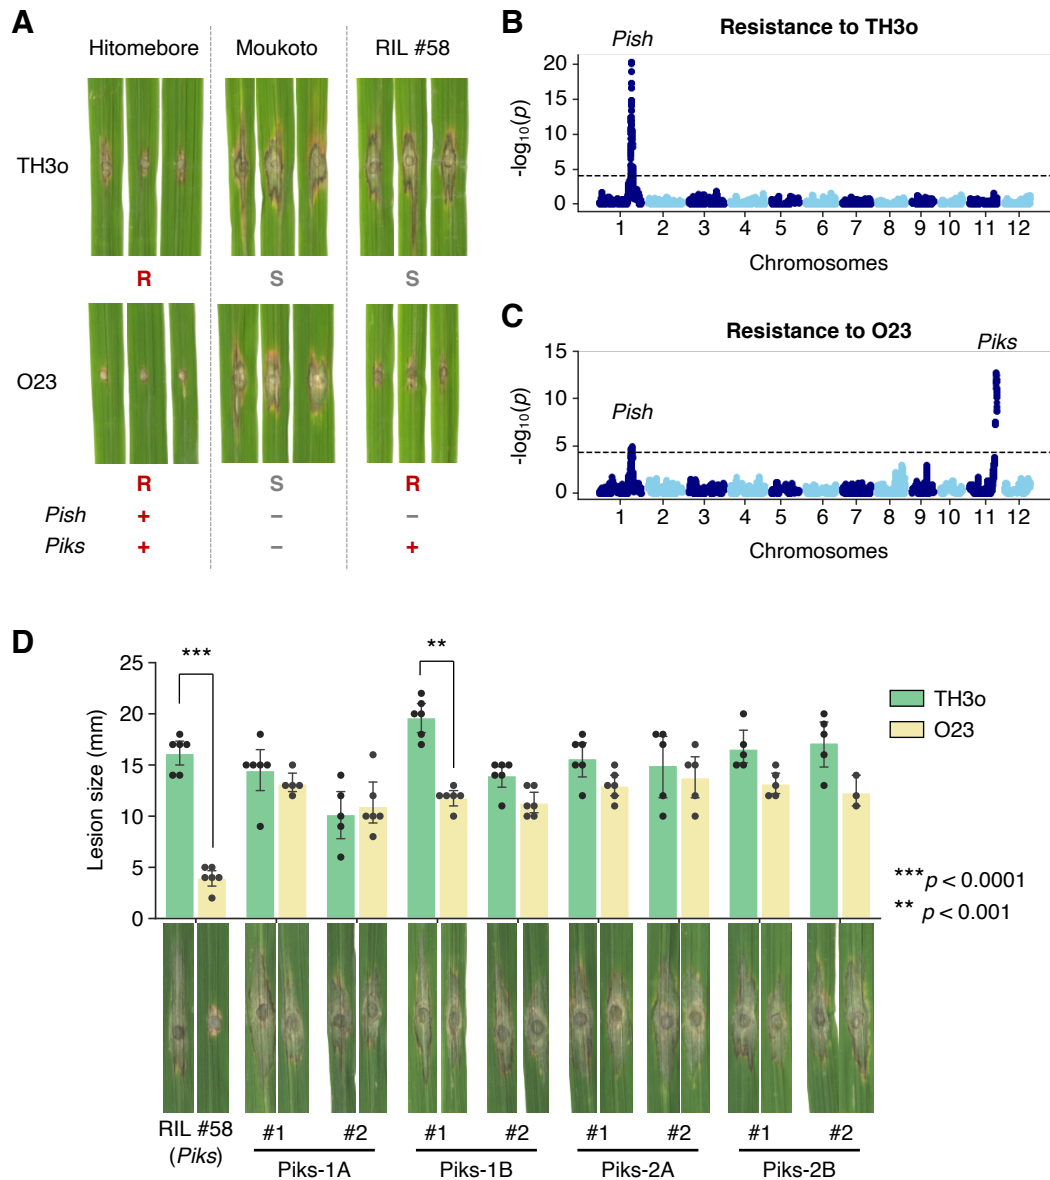 A
Hitomebore Moukoto RIL #58
TH3o
R S S
O23
R S R
Pish + − −
Piks + − +
B
Resistance to TH3o
Pish
-log10(p)
20
15
10
5
0
1 2 3 4 5 6 7 8 9 10 11 12
Chromosomes
C
Resistance to O23
Piks
Pish
-log10(p)
15
10
5
0
1 2 3 4 5 6 7 8 9 10 11 12
Chromosomes
D
*** **
Lesion size (mm)
25
20
15
10
5
0
TH3o
O23
*** p < 0.0001
** p < 0.001
RIL #58 #1 #2 #1 #2 #1 #2 #1 #2
(Piks) Piks-1A Piks-1B Piks-2A Piks-2B